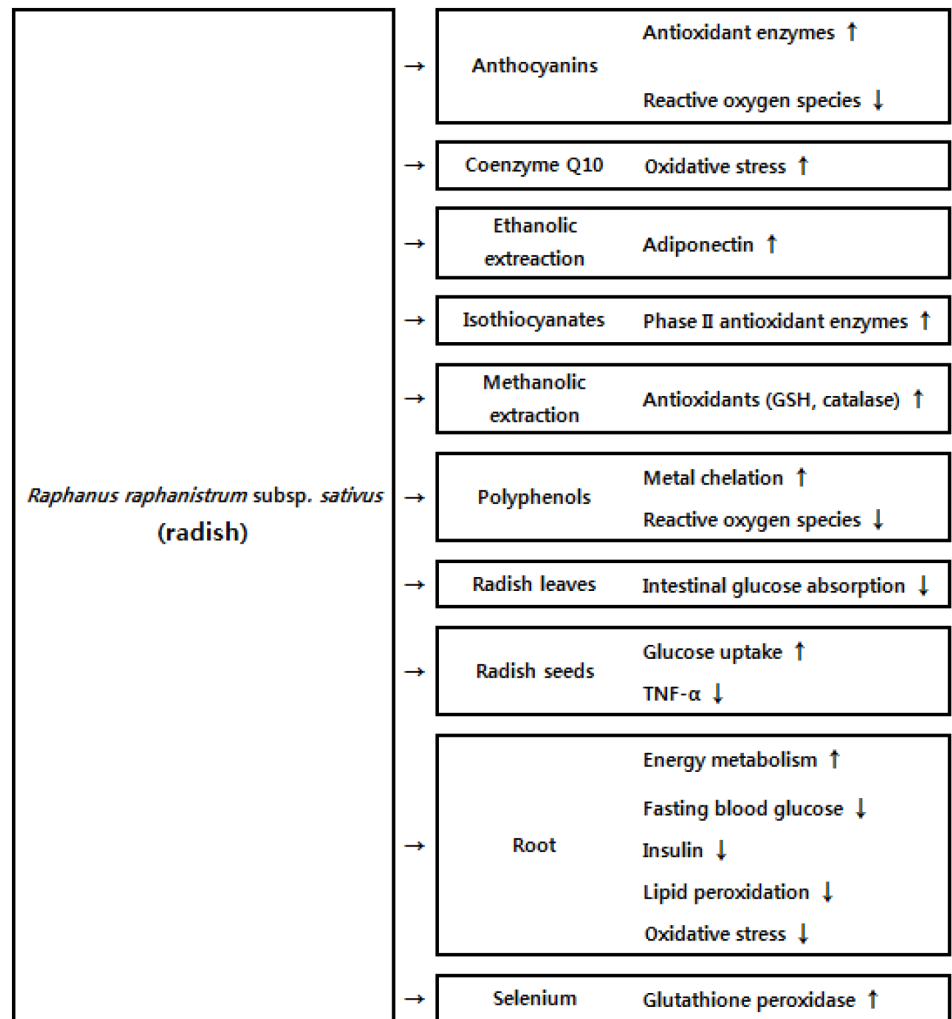 Raphanus raphanistrum subsp. sativus
(radish)
→
Anthocyanins
Antioxidant enzymes ↑
Reactive oxygen species ↓
→
Coenzyme Q10
Oxidative stress ↑
→
Ethanolic
extreaction
Adiponectin ↑
→
Isothiocyanates
Phase Ⅱ antioxidant enzymes ↑
→
Methanolic
extraction
Antioxidants (GSH, catalase) ↑
→
Polyphenols
Metal chelation ↑
Reactive oxygen species ↓
→
Radish leaves
Intestinal glucose absorption ↓
→
Radish seeds
Glucose uptake ↑
TNF-α ↓
→
Root
Energy metabolism ↑
Fasting blood glucose ↓
Insulin ↓
Lipid peroxidation ↓
Oxidative stress ↓
→
Selenium
Glutathione peroxidase ↑